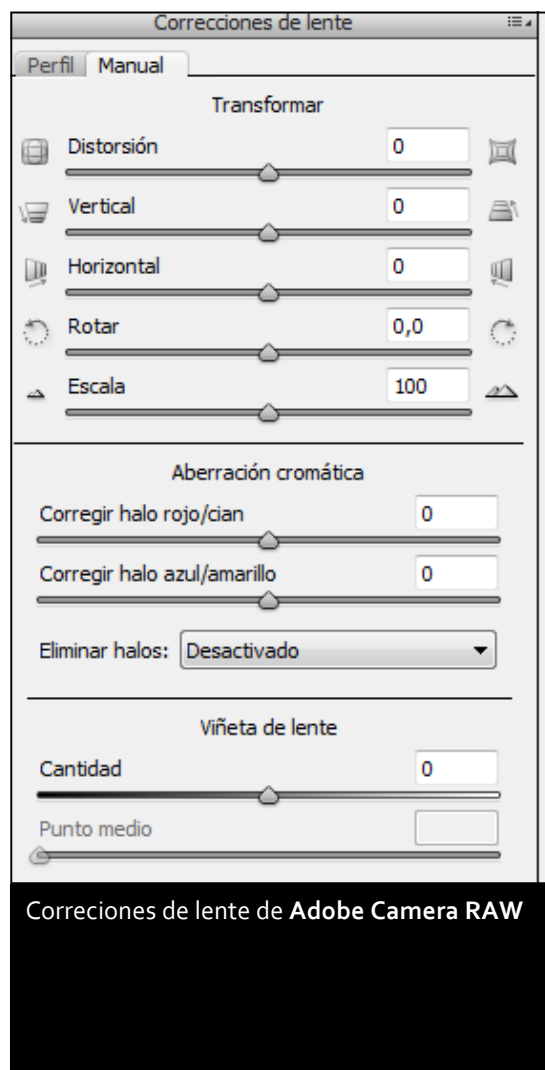 Correcciones de lente
Perfil Manual
Transformar
Distorsión 0
Vertical 0
Horizontal 0
Rotar 0,0
Escala 100
Aberración cromática
Corregir halo rojo/cian 0
Corregir halo azul/amarillo 0
Eliminar halos: Desactivado
Viñeta de lente
Cantidad 0
Punto medio
Correciones de lente de Adobe Camera RAW